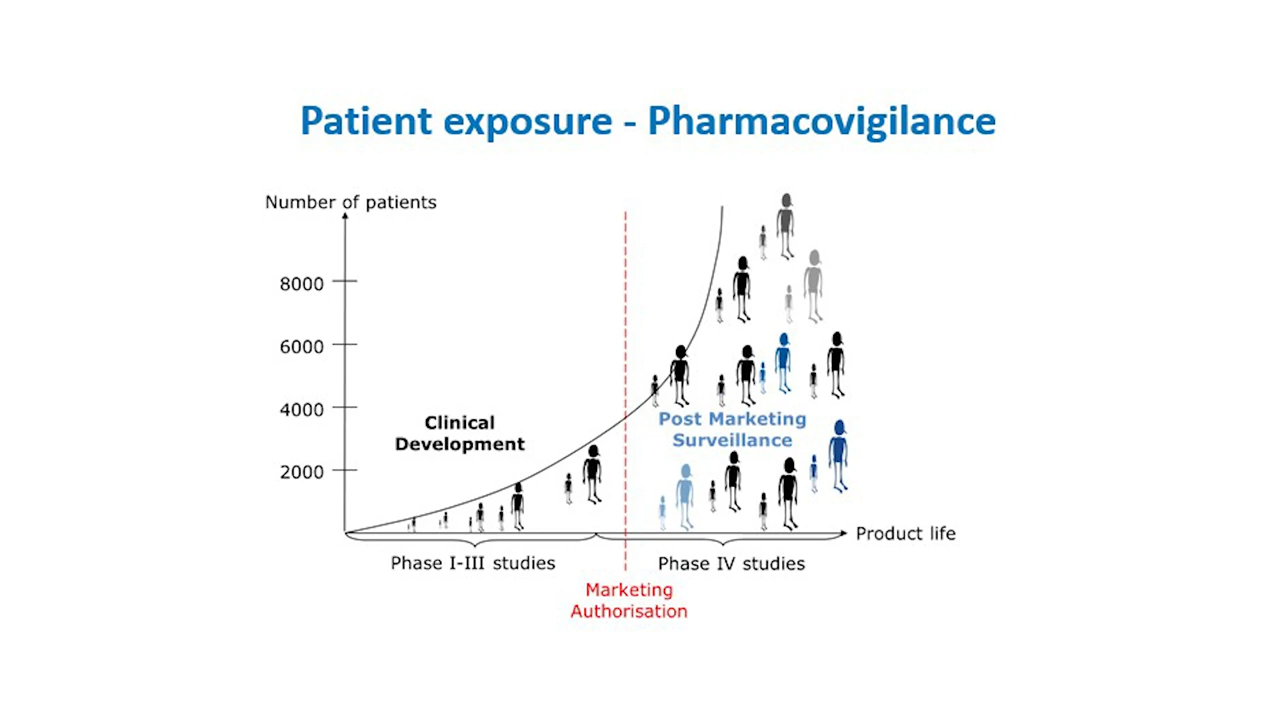 Patient exposure - Pharmacovigilance
Number of patients
8000
6000
4000
2000
Clinical
Development
Post Marketing
Surveillance
Product life
Phase I-III studies
Phase IV studies
Marketing
Authorisation